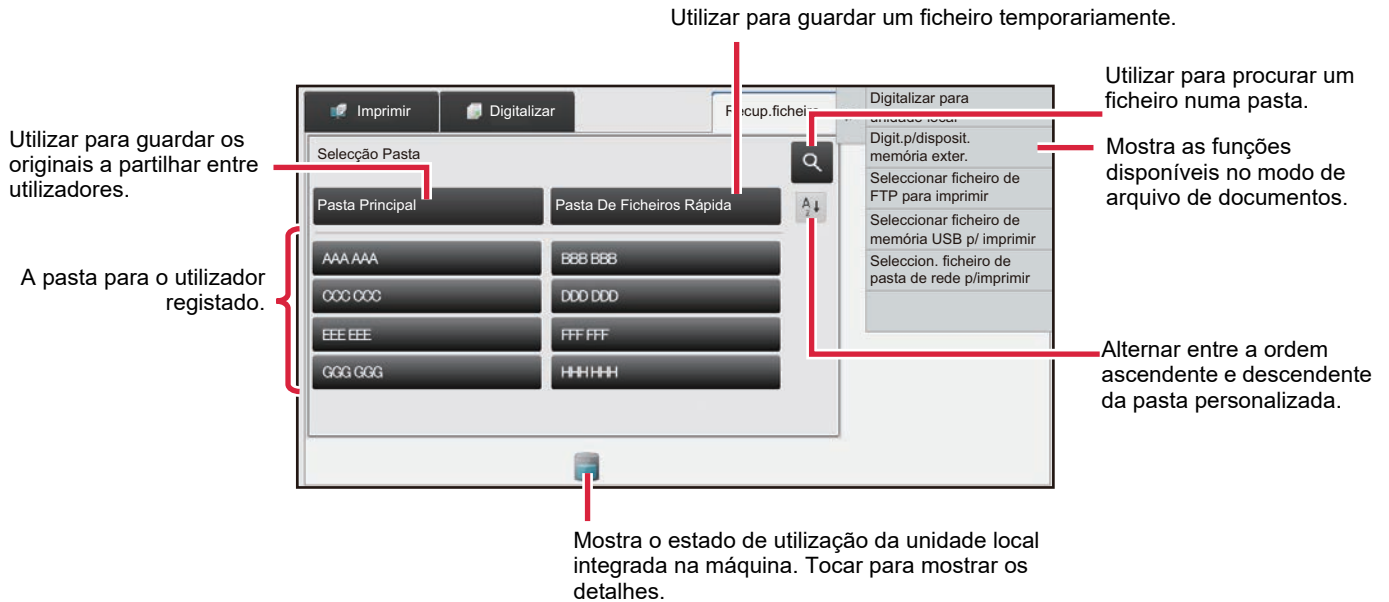 Utilizar para guardar um ficheiro temporariamente.
Utilizar para procurar um
ficheiro numa pasta.
Mostra as funções
disponíveis no modo de
arquivo de documentos.
Utilizar para guardar os
originais a partilhar entre
utilizadores.
A pasta para o utilizador
registado.
Imprimir
Digitalizar
Recup.ficheiro
Selecção Pasta
Pasta Principal
Pasta De Ficheiros Rápida
AAA AAA
BBB BBB
CCC CCC
DDD DDD
EEE EEE
FFF FFF
GGG GGG
HHH HHH
Digitalizar para
unidade local
Digit.p/disposit.
memória exter.
Seleccionar ficheiro de
FTP para imprimir
Seleccionar ficheiro de
memória USB p/ imprimir
Seleccion. ficheiro de
pasta de rede p/imprimir
Alternar entre a ordem
ascendente e descendente
da pasta personalizada.
Mostra o estado de utilização da unidade local
integrada na máquina. Tocar para mostrar os
detalhes.